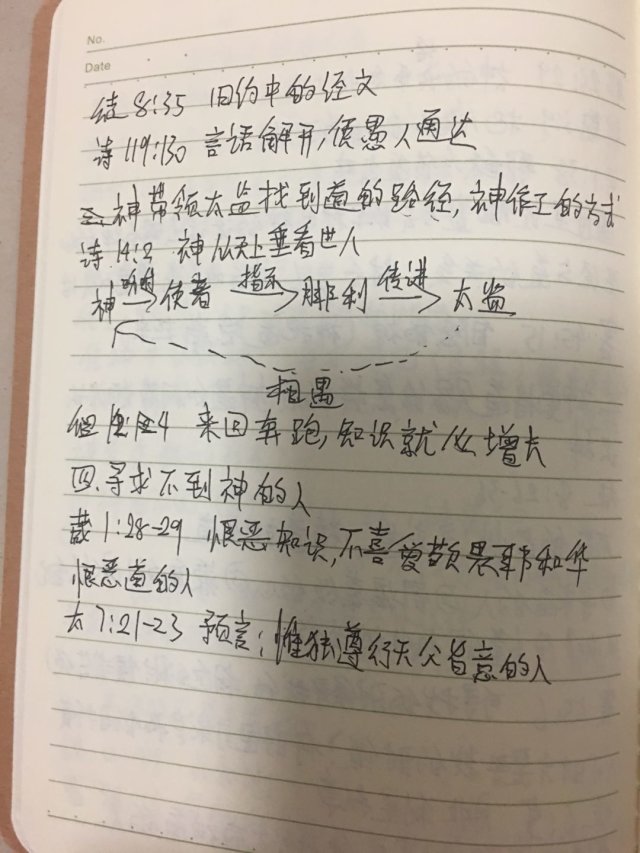 No.
Date
徒 8:35 旧约中的经文
诗 119:130 言语解开,使愚人通达
三.神带领太监找到道的路径,神作工的方式
诗 14:2 神从天上垂看世人
吩咐 指示 传进
神 使者 腓利 太监
相遇
但 12:4 来回奔跑,知识就必增长
四.寻求不到神的人
箴 1:28-29 恨恶知识,不喜爱敬畏耶和华
恨恶道的人
太 7:21-23 预言:惟独遵行天父旨意的人